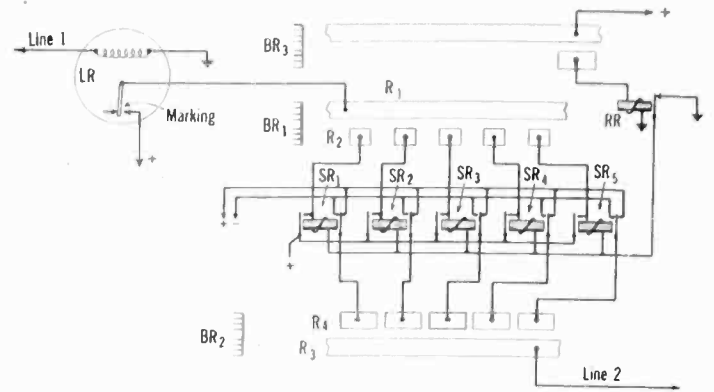 +
Line 1
BR3
LR
R1
Marking
BR1
R2
RR
+
SR1
SR2
SR3
SR4
SR5
+ −
+
R4
BR2
R3
Line 2